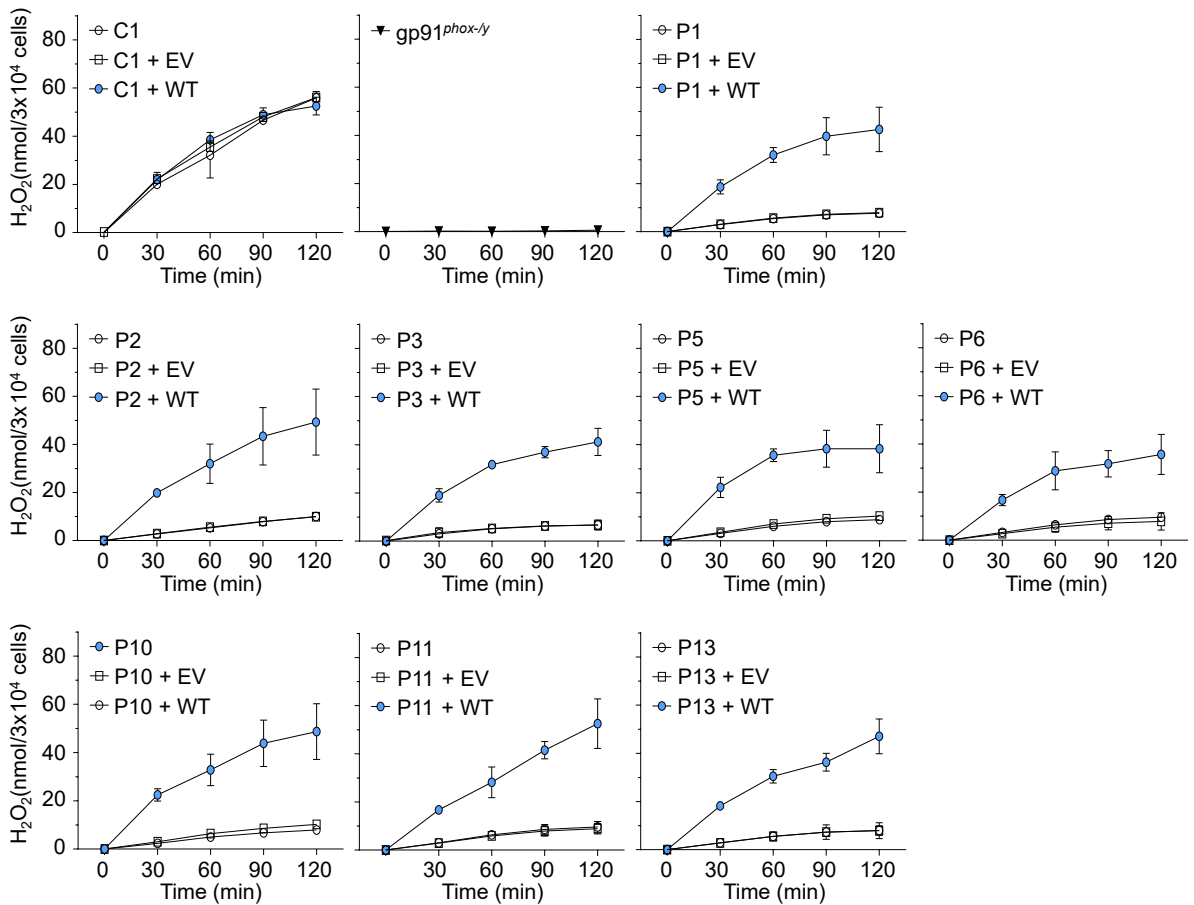 H₂O₂(nmol/3x10⁴ cells)
80
60
40
20
0
C1
C1 + EV
C1 + WT
0 30 60 90 120
Time (min)
gp91phox-/y
0 30 60 90 120
Time (min)
P1
P1 + EV
P1 + WT
0 30 60 90 120
Time (min)
H₂O₂(nmol/3x10⁴ cells)
80
60
40
20
0
P2
P2 + EV
P2 + WT
0 30 60 90 120
Time (min)
P3
P3 + EV
P3 + WT
0 30 60 90 120
Time (min)
P5
P5 + EV
P5 + WT
0 30 60 90 120
Time (min)
P6
P6 + EV
P6 + WT
0 30 60 90 120
Time (min)
H₂O₂(nmol/3x10⁴ cells)
80
60
40
20
0
P10
P10 + EV
P10 + WT
0 30 60 90 120
Time (min)
P11
P11 + EV
P11 + WT
0 30 60 90 120
Time (min)
P13
P13 + EV
P13 + WT
0 30 60 90 120
Time (min)